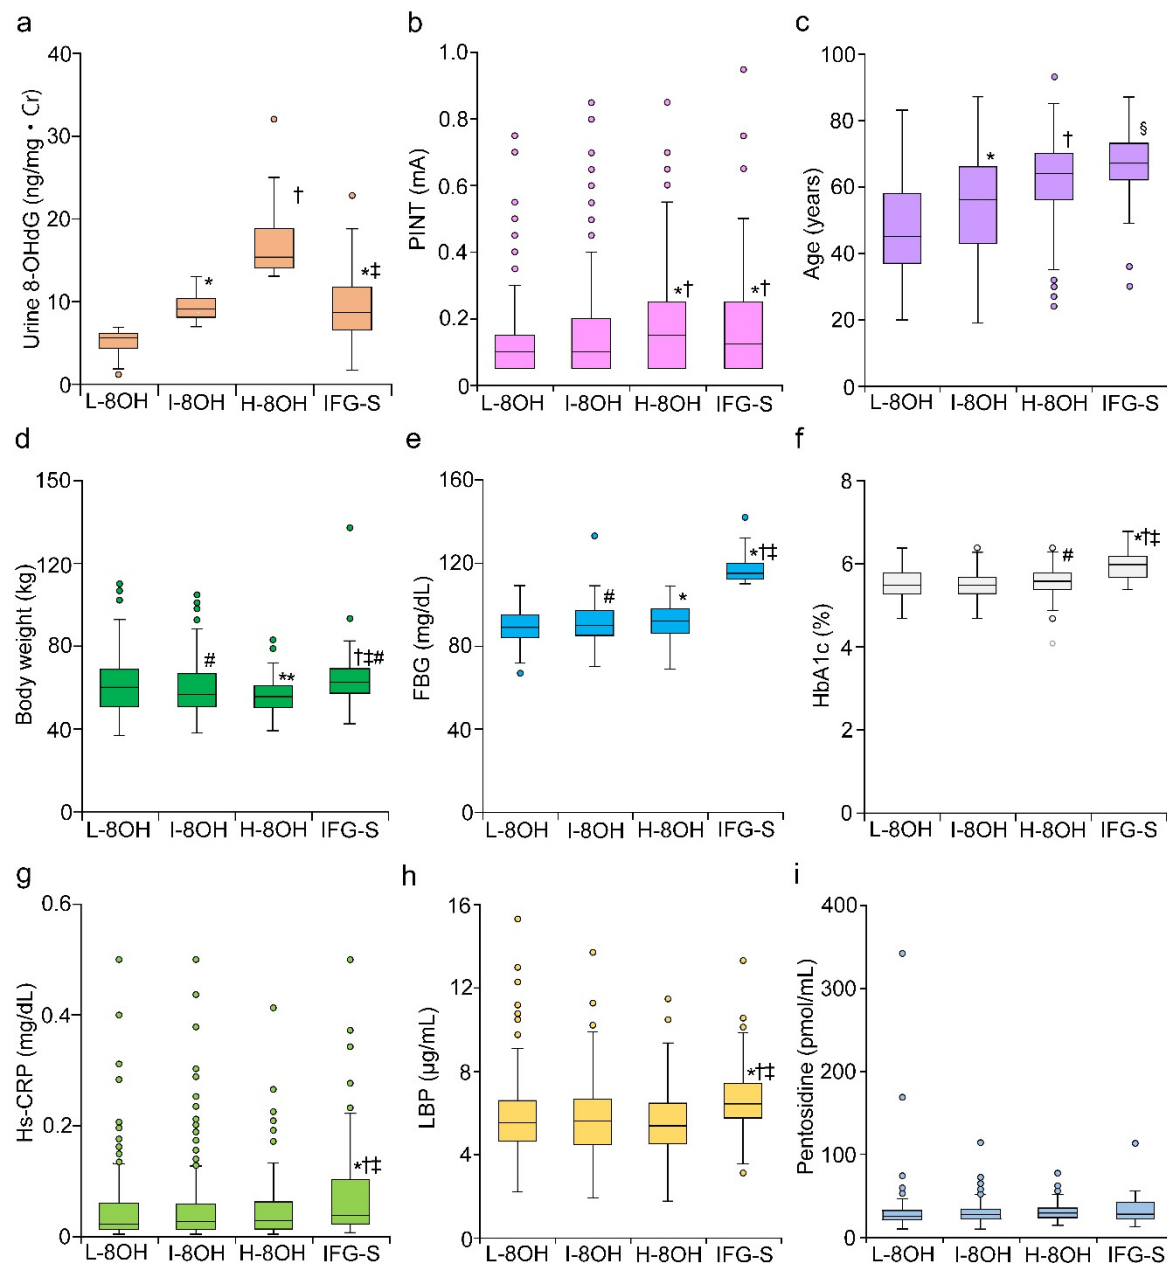 a
Urine 8-OHdG (ng/mg • Cr)
40
30
20
10
0
*
†
*‡
L-8OH I-8OH H-8OH IFG-S
b
PINT (mA)
1.0
0.8
0.6
0.4
0.2
0
*†
*†
L-8OH I-8OH H-8OH IFG-S
c
Age (years)
100
80
60
40
20
0
*
†
§
L-8OH I-8OH H-8OH IFG-S
d
Body weight (kg)
150
120
80
40
0
#
**
†‡#
L-8OH I-8OH H-8OH IFG-S
e
FBG (mg/dL)
160
120
80
40
0
#
*
*†‡
L-8OH I-8OH H-8OH IFG-S
f
HbA1c (%)
8
6
4
2
0
#
*†‡
L-8OH I-8OH H-8OH IFG-S
g
Hs-CRP (mg/dL)
0.6
0.4
0.2
0
*†‡
L-8OH I-8OH H-8OH IFG-S
h
LBP (µg/mL)
16
12
8
4
0
*†‡
L-8OH I-8OH H-8OH IFG-S
i
Pentosidine (pmol/mL)
400
300
200
100
0
L-8OH I-8OH H-8OH IFG-S